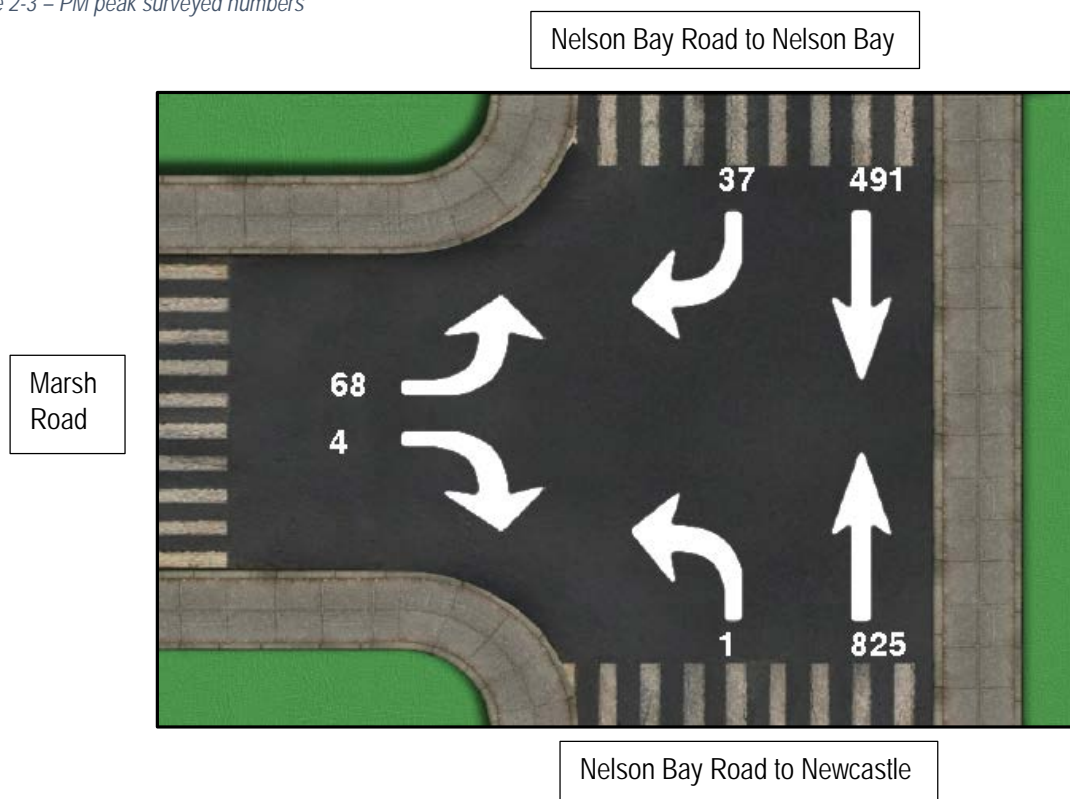 2-3 – PM peak surveyed numbers
Nelson Bay Road to Nelson Bay
37 491
Marsh
Road
68
4
1 825
Nelson Bay Road to Newcastle